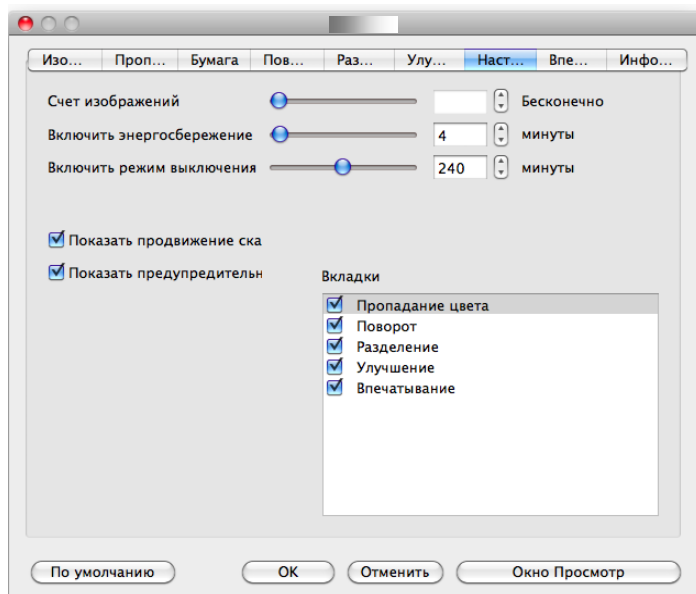 Изо... Проп... Бумага Пов... Раз... Улу... Наст... Впе... Инфо...
Счет изображений Бесконечно
Включить энергосбережение 4 минуты
Включить режим выключения 240 минуты
Показать продвижение ска
Показать предупредительн
Вкладки
Пропадание цвета
Поворот
Разделение
Улучшение
Впечатывание
По умолчанию OK Отменить Окно Просмотр